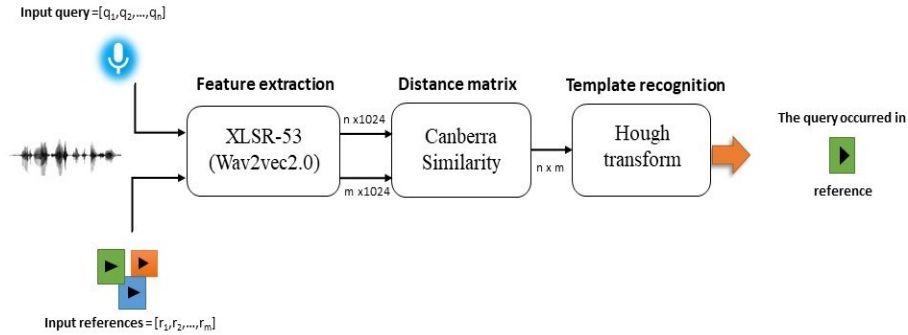 Input query =[q₁,q₂,...,qₙ]
Feature extraction
Distance matrix
Template recognition
XLSR-53
(Wav2vec2.0)
n x1024
m x1024
Canberra
Similarity
n x m
Hough
transform
The query occurred in
reference
Input references =[r₁,r₂,...,rₘ]